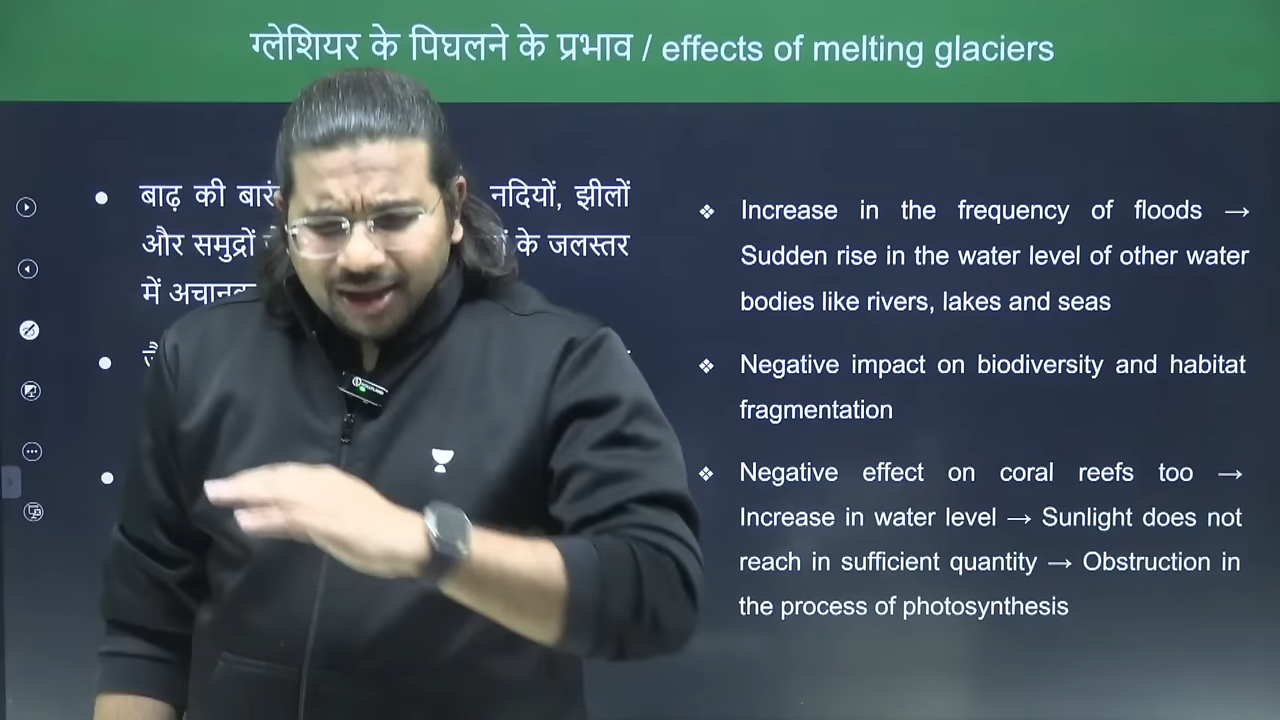 ग्लेशियर के पिघलने के प्रभाव / effects of melting glaciers
बाढ़ की नदियों, झीलों
और समुद्रों के जलस्तर
में
Increase in the frequency of floods →
Sudden rise in the water level of other water
bodies like rivers, lakes and seas
Negative impact on biodiversity and habitat
fragmentation
Negative effect on coral reefs too →
Increase in water level → Sunlight does not
reach in sufficient quantity → Obstruction in
the process of photosynthesis